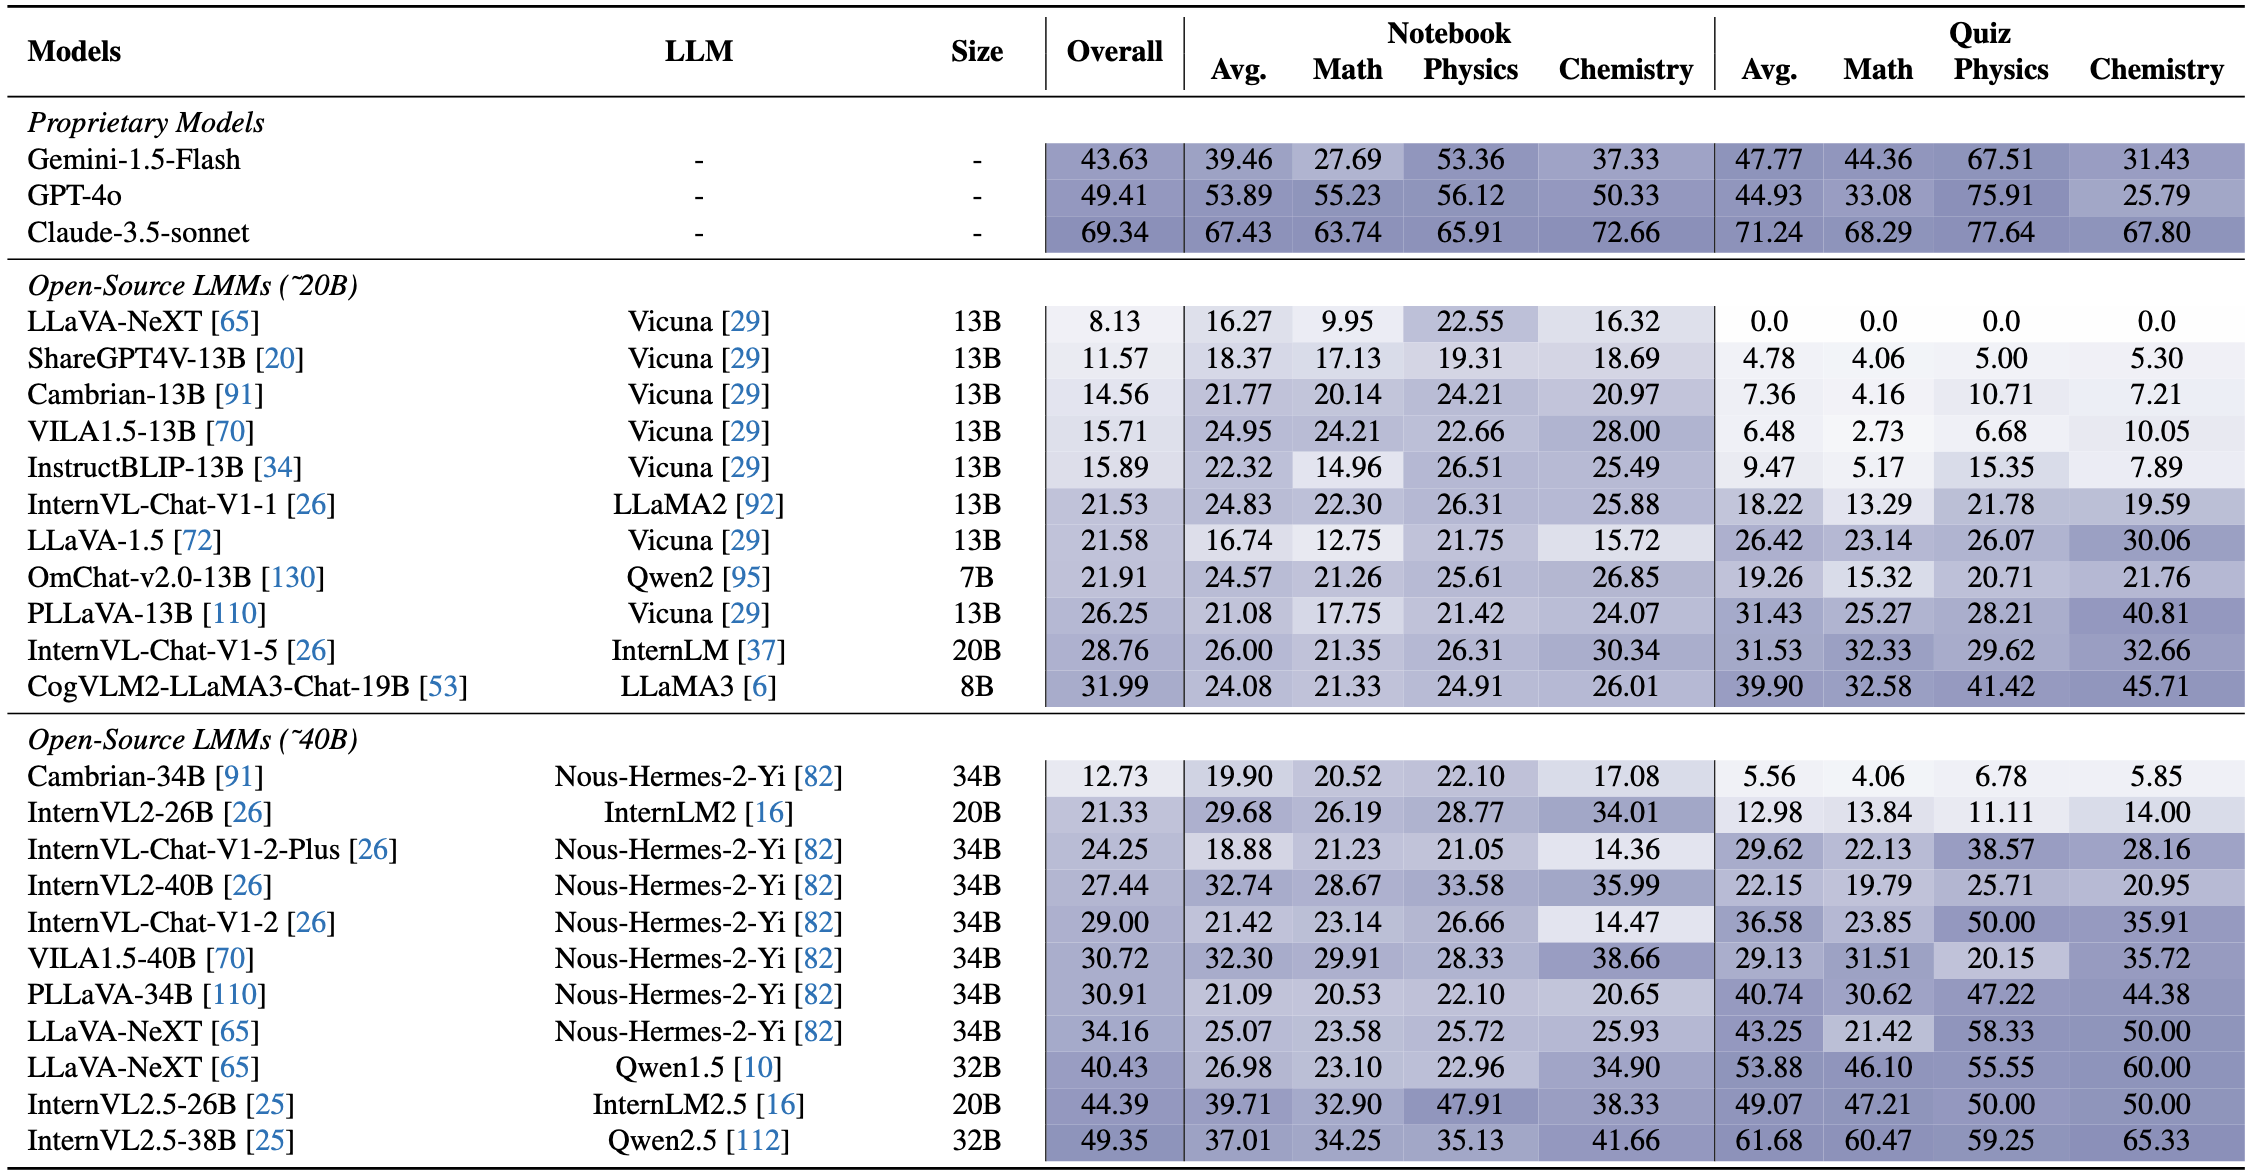 Models LLM Size Overall Notebook Quiz
Avg. Math Physics Chemistry Avg. Math Physics Chemistry
Proprietary Models
Gemini-1.5-Flash - - 43.63 39.46 27.69 53.36 37.33 47.77 44.36 67.51 31.43
GPT-4o - - 49.41 53.89 55.23 56.12 50.33 44.93 33.08 75.91 25.79
Claude-3.5-sonnet - - 69.34 67.43 63.74 65.91 72.66 71.24 68.29 77.64 67.80
Open-Source LMMs (~20B)
LLaVA-NeXT [65] Vicuna [29] 13B 8.13 16.27 9.95 22.55 16.32 0.0 0.0 0.0 0.0
ShareGPT4V-13B [20] Vicuna [29] 13B 11.57 18.37 17.13 19.31 18.69 4.78 4.06 5.00 5.30
Cambrian-13B [91] Vicuna [29] 13B 14.56 21.77 20.14 24.21 20.97 7.36 4.16 10.71 7.21
VILA1.5-13B [70] Vicuna [29] 13B 15.71 24.95 24.21 22.66 28.00 6.48 2.73 6.68 10.05
InstructBLIP-13B [34] Vicuna [29] 13B 15.89 22.32 14.96 26.51 25.49 9.47 5.17 15.35 7.89
InternVL-Chat-V1-1 [26] LLaMA2 [92] 13B 21.53 24.83 22.30 26.31 25.88 18.22 13.29 21.78 19.59
LLaVA-1.5 [72] Vicuna [29] 13B 21.58 16.74 12.75 21.75 15.72 26.42 23.14 26.07 30.06
OmChat-v2.0-13B [130] Qwen2 [95] 7B 21.91 24.57 21.26 25.61 26.85 19.26 15.32 20.71 21.76
PLLaVA-13B [110] Vicuna [29] 13B 26.25 21.08 17.75 21.42 24.07 31.43 25.27 28.21 40.81
InternVL-Chat-V1-5 [26] InternLM [37] 20B 28.76 26.00 21.35 26.31 30.34 31.53 32.33 29.62 32.66
CogVLM2-LLaMA3-Chat-19B [53] LLaMA3 [6] 8B 31.99 24.08 21.33 24.91 26.01 39.90 32.58 41.42 45.71
Open-Source LMMs (~40B)
Cambrian-34B [91] Nous-Hermes-2-Yi [82] 34B 12.73 19.90 20.52 22.10 17.08 5.56 4.06 6.78 5.85
InternVL2-26B [26] InternLM2 [16] 20B 21.33 29.68 26.19 28.77 34.01 12.98 13.84 11.11 14.00
InternVL-Chat-V1-2-Plus [26] Nous-Hermes-2-Yi [82] 34B 24.25 18.88 21.23 21.05 14.36 29.62 22.13 38.57 28.16
InternVL2-40B [26] Nous-Hermes-2-Yi [82] 34B 27.44 32.74 28.67 33.58 35.99 22.15 19.79 25.71 20.95
InternVL-Chat-V1-2 [26] Nous-Hermes-2-Yi [82] 34B 29.00 21.42 23.14 26.66 14.47 36.58 23.85 50.00 35.91
VILA1.5-40B [70] Nous-Hermes-2-Yi [82] 34B 30.72 32.30 29.91 28.33 38.66 29.13 31.51 20.15 35.72
PLLaVA-34B [110] Nous-Hermes-2-Yi [82] 34B 30.91 21.09 20.53 22.10 20.65 40.74 30.62 47.22 44.38
LLaVA-NeXT [65] Nous-Hermes-2-Yi [82] 34B 34.16 25.07 23.58 25.72 25.93 43.25 21.42 58.33 50.00
LLaVA-NeXT [65] Qwen1.5 [10] 32B 40.43 26.98 23.10 22.96 34.90 53.88 46.10 55.55 60.00
InternVL2.5-26B [25] InternLM2.5 [16] 20B 44.39 39.71 32.90 47.91 38.33 49.07 47.21 50.00 50.00
InternVL2.5-38B [25] Qwen2.5 [112] 32B 49.35 37.01 34.25 35.13 41.66 61.68 60.47 59.25 65.33